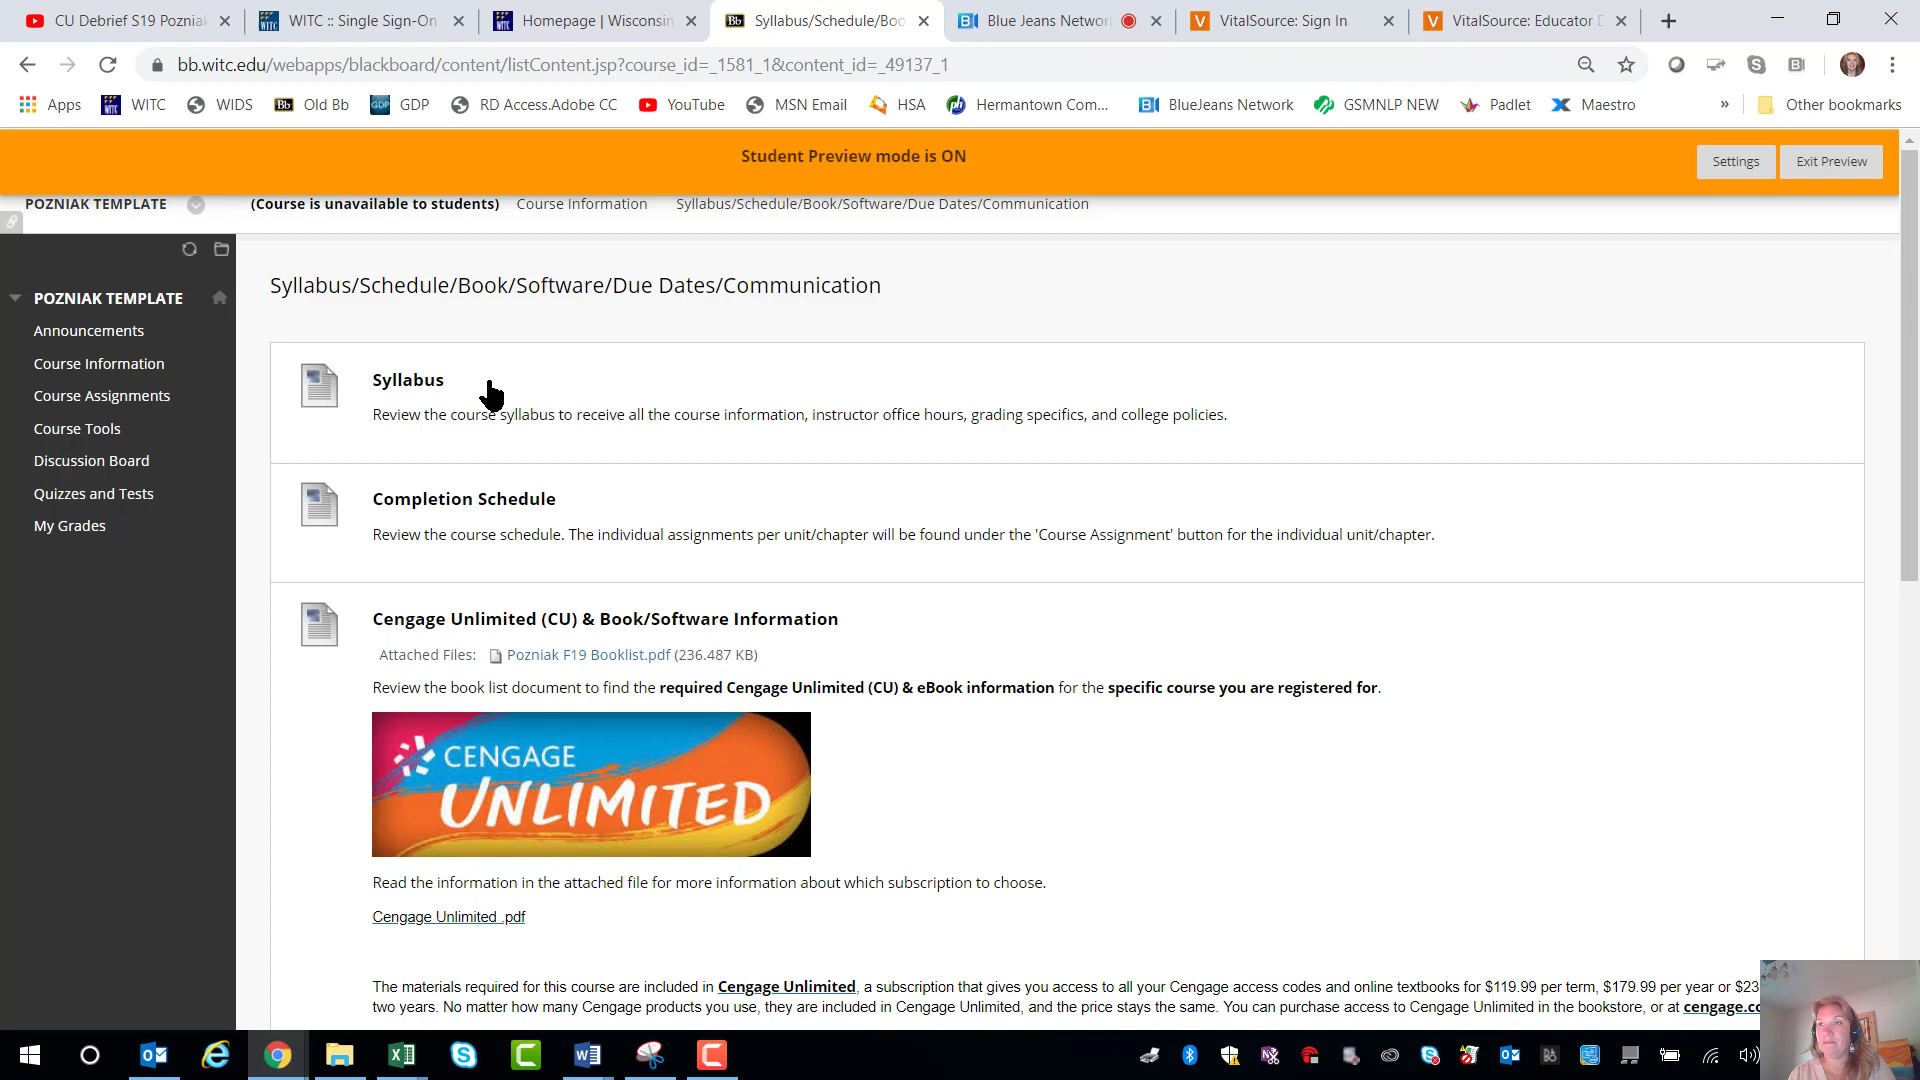 CU Debrief S19 Pozniak
WITC :: Single Sign-On
Homepage | Wisconsin
Bb Syllabus/Schedule/Boo
Blue Jeans Networ
VitalSource: Sign In
VitalSource: Educator D
bb.witc.edu/webapps/blackboard/content/listContent.jsp?course_id=_1581_1&content_id=_49137_1
Apps WITC WIDS Bb Old Bb GDP GDP RD Access.Adobe CC YouTube MSN Email HSA Hermantown Com... BlueJeans Network GSMNLP NEW Padlet Maestro » Other bookmarks
Student Preview mode is ON
Settings
Exit Preview
POZNIAK TEMPLATE
(Course is unavailable to students)
Course Information
Syllabus/Schedule/Book/Software/Due Dates/Communication
POZNIAK TEMPLATE
Announcements
Course Information
Course Assignments
Course Tools
Discussion Board
Quizzes and Tests
My Grades
Syllabus/Schedule/Book/Software/Due Dates/Communication
Syllabus
Review the course syllabus to receive all the course information, instructor office hours, grading specifics, and college policies.
Completion Schedule
Review the course schedule. The individual assignments per unit/chapter will be found under the 'Course Assignment' button for the individual unit/chapter.
Cengage Unlimited (CU) & Book/Software Information
Attached Files: Pozniak F19 Booklist.pdf (236.487 KB)
Review the book list document to find the required Cengage Unlimited (CU) & eBook information for the specific course you are registered for.
CENGAGE
UNLIMITED
Read the information in the attached file for more information about which subscription to choose.
Cengage Unlimited .pdf
The materials required for this course are included in Cengage Unlimited, a subscription that gives you access to all your Cengage access codes and online textbooks for $119.99 per term, $179.99 per year or $23
two years. No matter how many Cengage products you use, they are included in Cengage Unlimited, and the price stays the same. You can purchase access to Cengage Unlimited in the bookstore, or at cengage.co